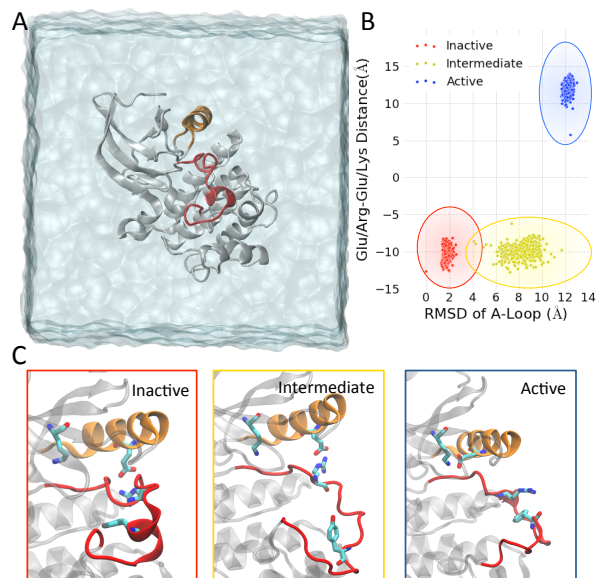 A
B
Inactive
Intermediate
Active
Glu/Arg-Glu/Lys Distance(Å)
15
10
5
0
−5
−10
−15
0 2 4 6 8 10 12 14
RMSD of A-Loop (Å)
C
Inactive
Intermediate
Active